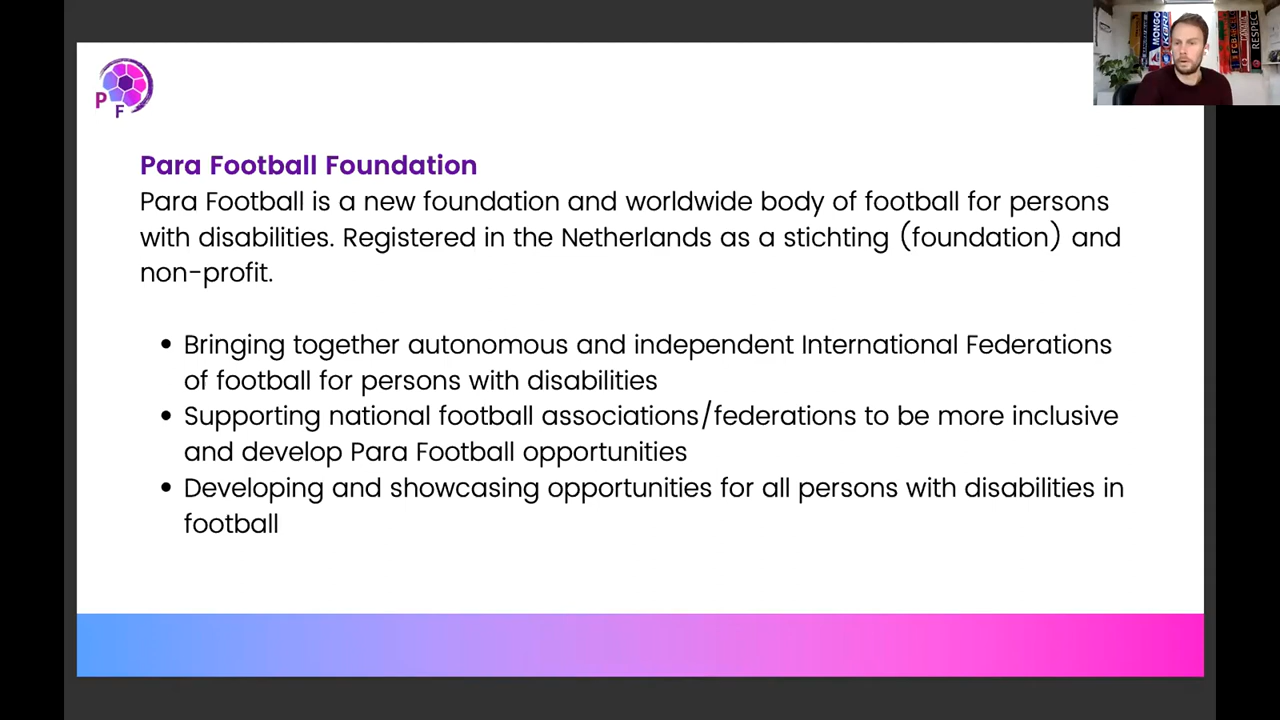 P
F
Para Football Foundation
Para Football is a new foundation and worldwide body of football for persons
with disabilities. Registered in the Netherlands as a stichting (foundation) and
non-profit.
• Bringing together autonomous and independent International Federations
of football for persons with disabilities
• Supporting national football associations/federations to be more inclusive
and develop Para Football opportunities
• Developing and showcasing opportunities for all persons with disabilities in
football
MONGO
RESPEC